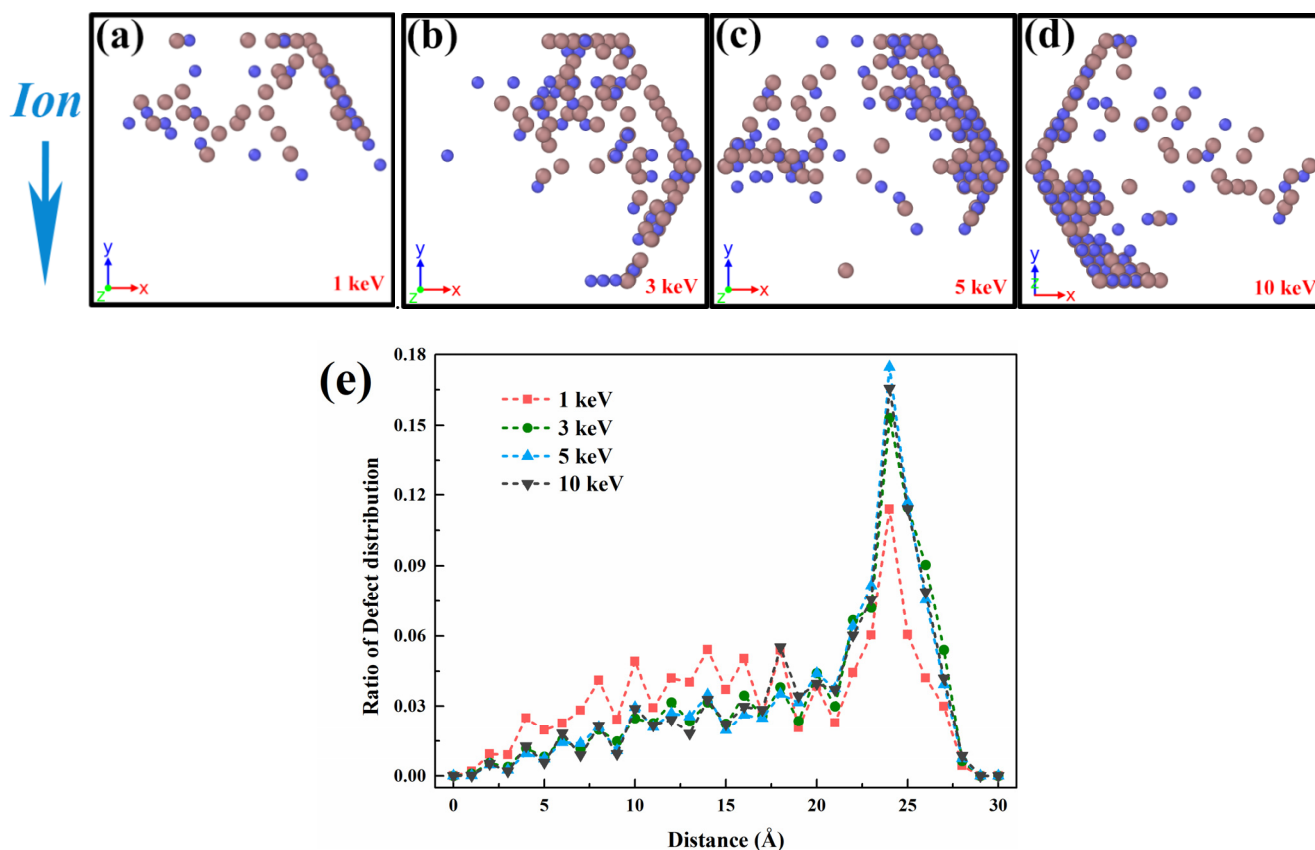 (a) (b) (c) (d)
Ion
y
z x
1 keV
y
z x
3 keV
y
z x
5 keV
y
z
x
10 keV
(e)
0.18
0.15
0.12
0.09
0.06
0.03
0.00
Ratio of Defect distribution
1 keV
3 keV
5 keV
10 keV
0 5 10 15 20 25 30
Distance (Å)